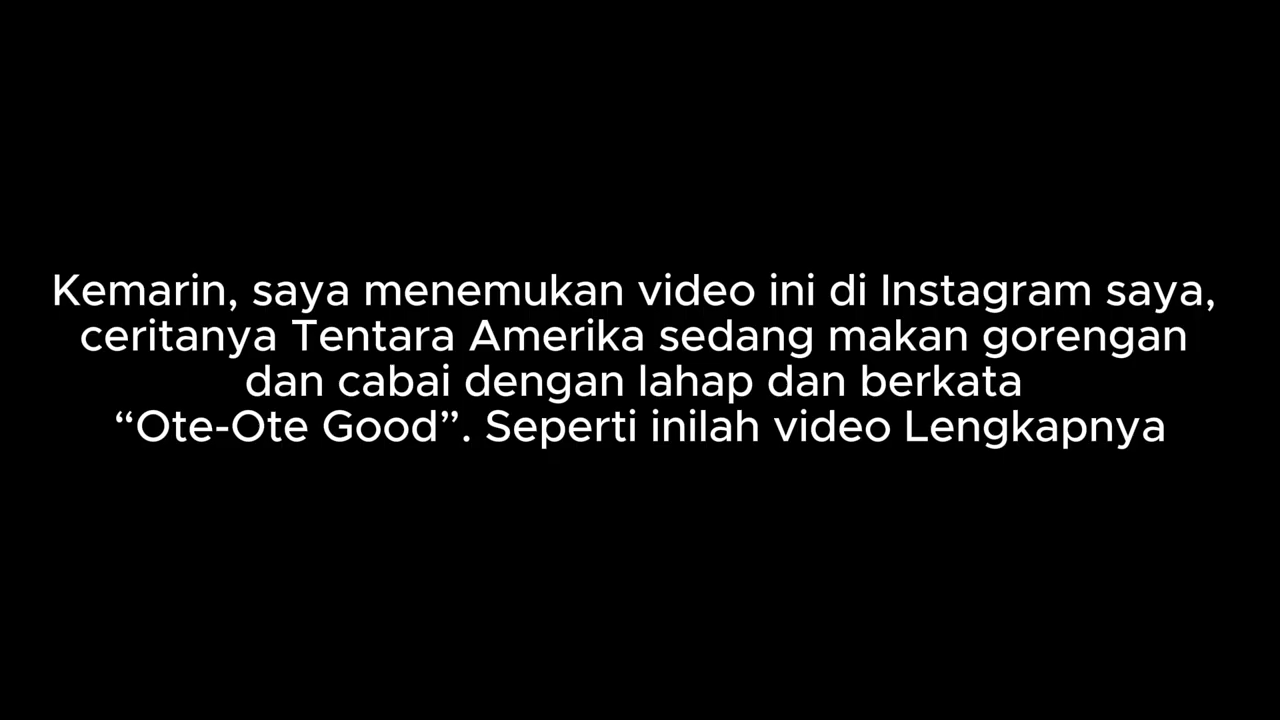 Kemarin, saya menemukan video ini di Instagram saya,
ceritanya Tentara Amerika sedang makan gorengan
dan cabai dengan lahap dan berkata
“Ote-Ote Good”. Seperti inilah video Lengkapnya